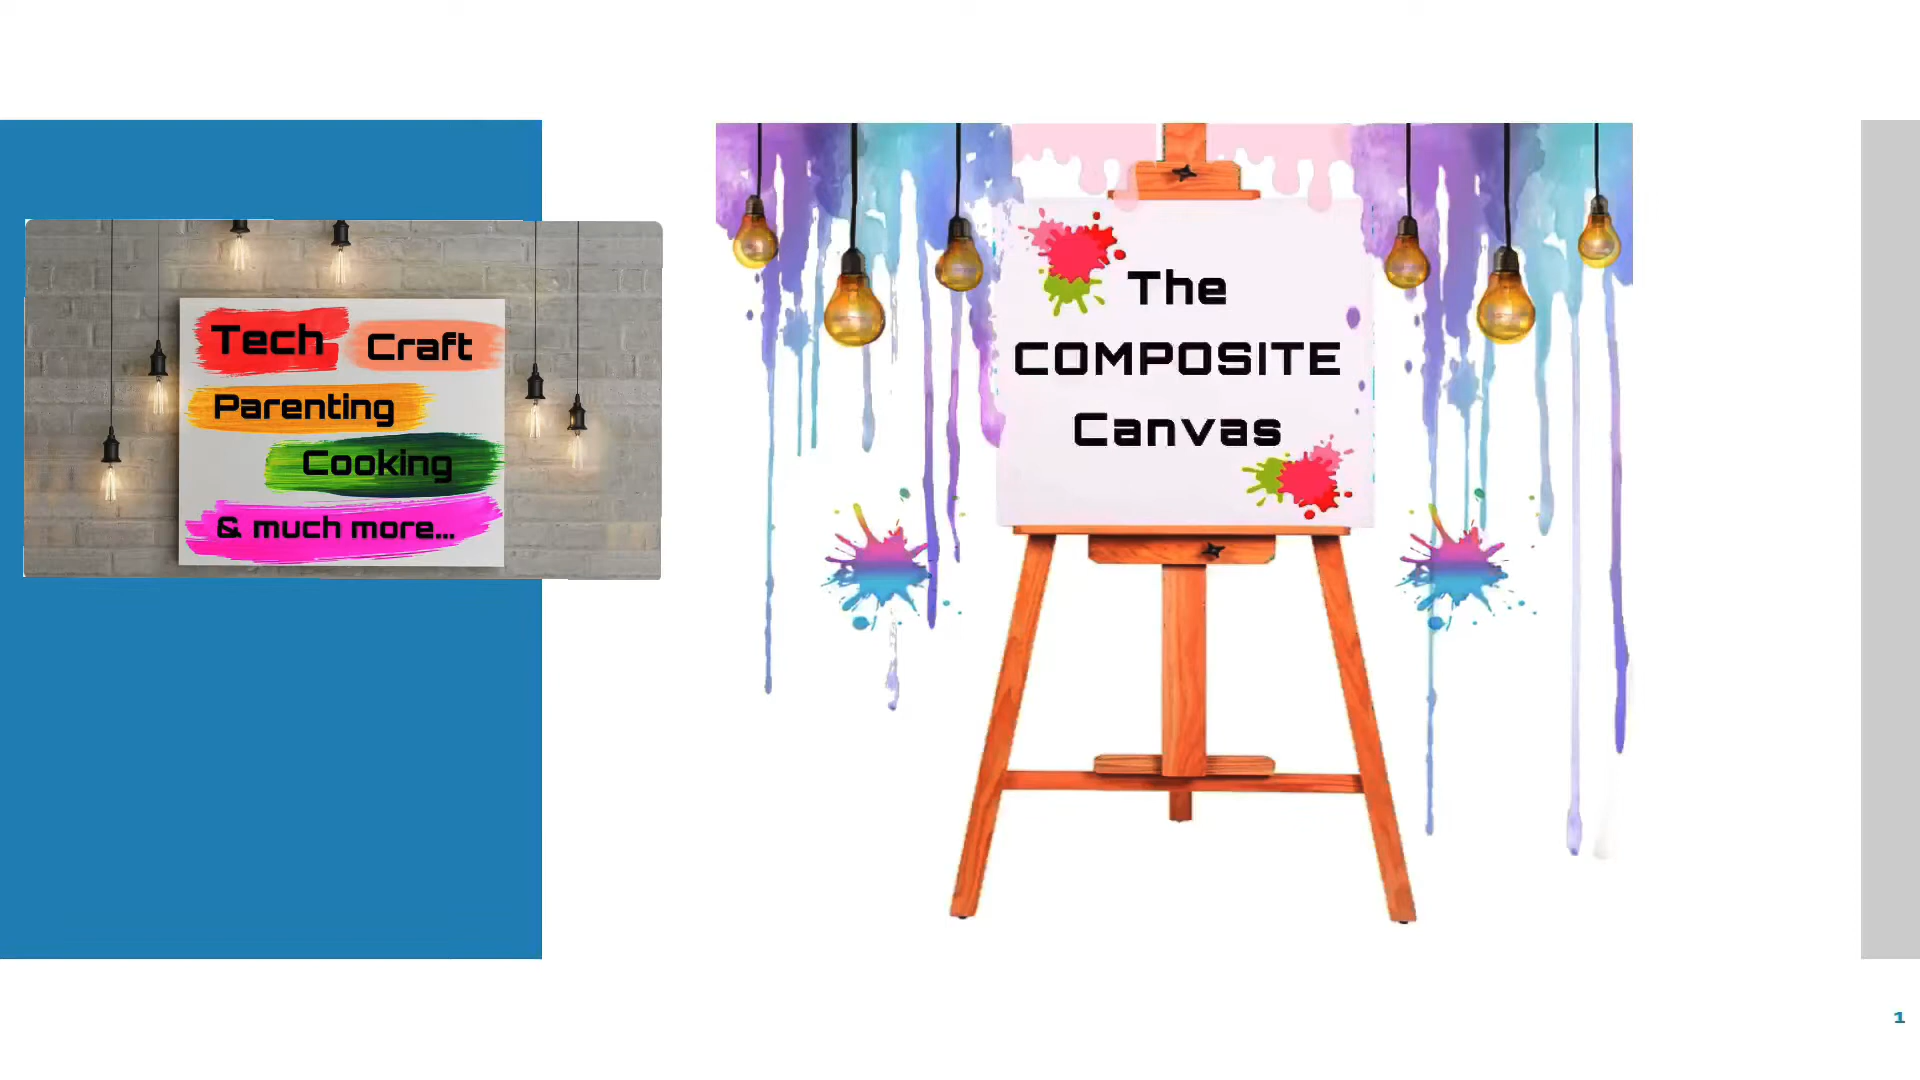 Tech Craft
Parenting
Cooking
& much more...
The
COMPOSITE
Canvas
1